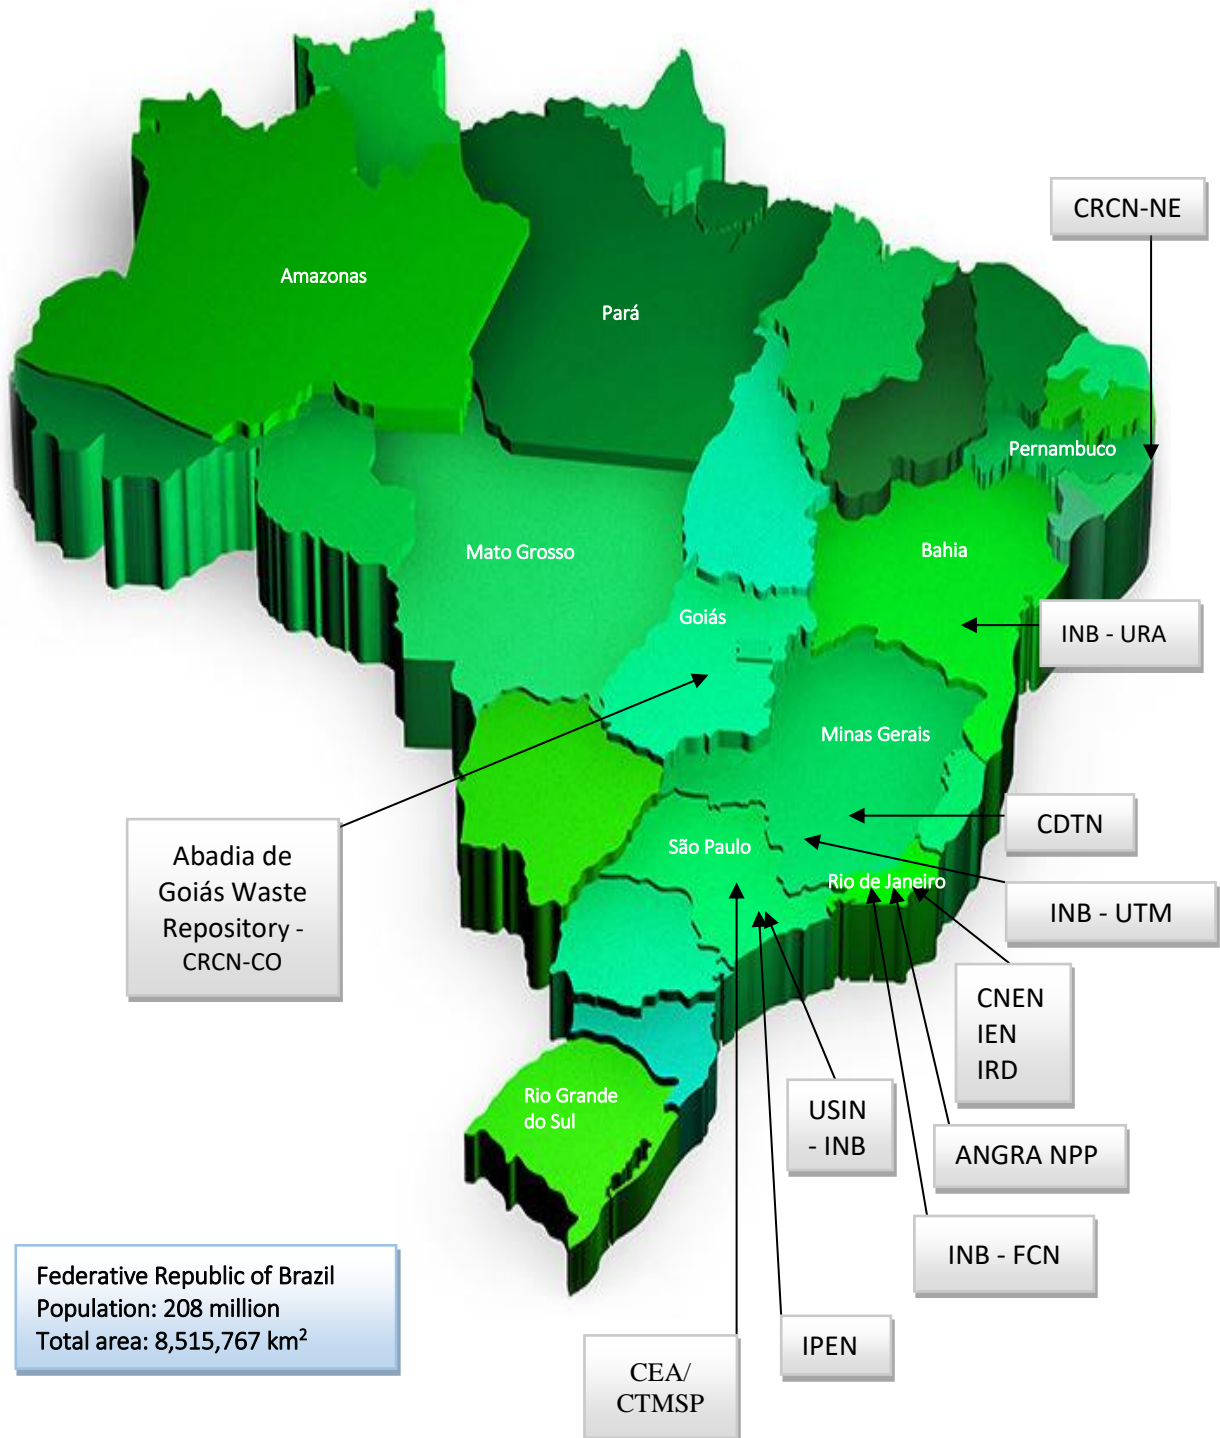 CRCN-NE
Amazonas
Pará
Pernambuco
Mato Grosso
Bahia
Goiás
INB - URA
Minas Gerais
CDTN
São Paulo
Abadia de
Goiás Waste
Repository -
CRCN-CO
Rio de Janeiro
INB - UTM
CNEN
IEN
IRD
Rio Grande
do Sul
USIN
- INB
ANGRA NPP
INB - FCN
Federative Republic of Brazil
Population: 208 million
Total area: 8,515,767 km²
IPEN
CEA/
CTMSP